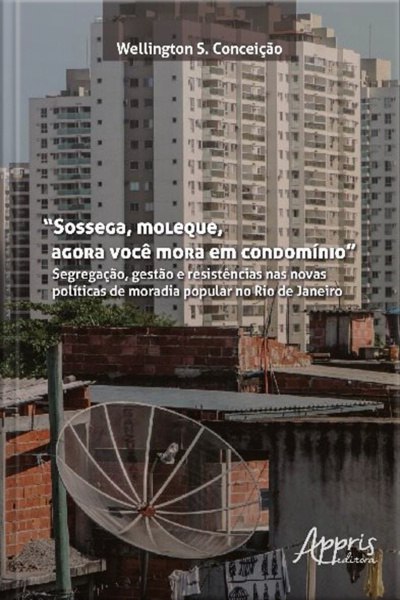 Wellington S. Conceição
“Sossega, moleque,
agora você mora em condomínio”
Segregação, gestão e resistências nas novas
políticas de moradia popular no Rio de Janeiro
Appris
editora